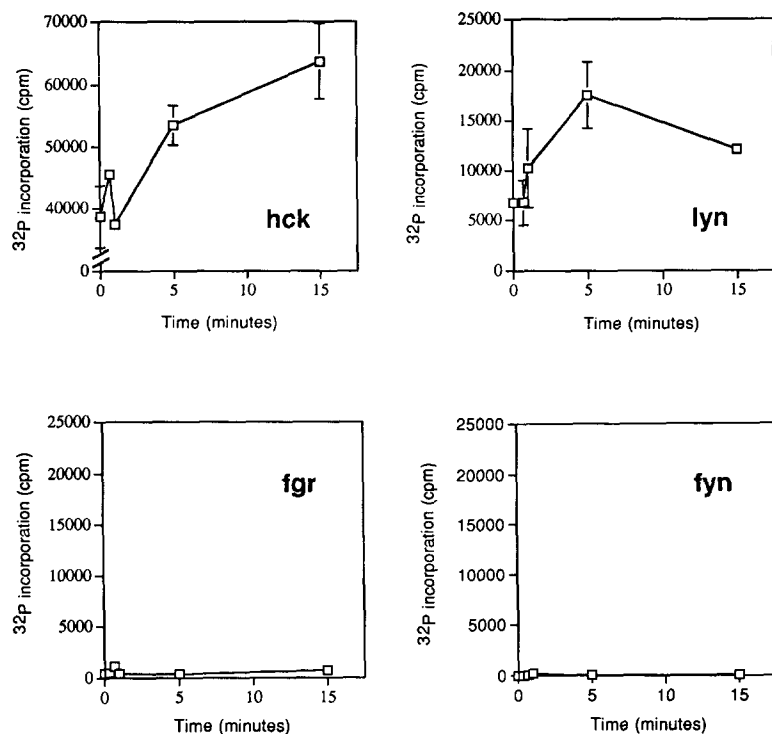 70000
60000
50000
40000
0
32P incorporation (cpm)
hck
0 5 10 15
Time (minutes)
25000
20000
15000
10000
5000
0
32P incorporation (cpm)
lyn
0 5 10 15
Time (minutes)
25000
20000
15000
10000
5000
0
32P incorporation (cpm)
fgr
0 5 10 15
Time (minutes)
25000
20000
15000
10000
5000
0
32P incorporation (cpm)
fyn
0 5 10 15
Time (minutes)